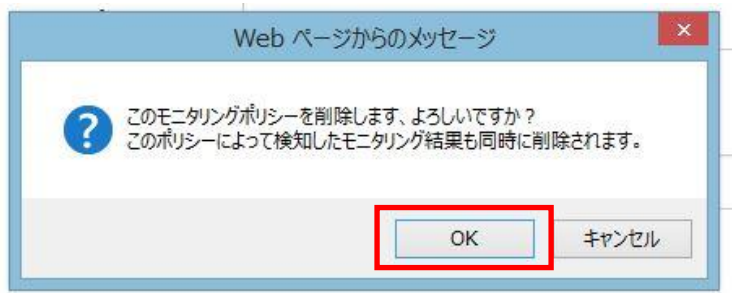 Web ページからのメッセージ
このモニタリングポリシーを削除します、よろしいですか？
このポリシーによって検知したモニタリング結果も同時に削除されます。
OK
キャンセル